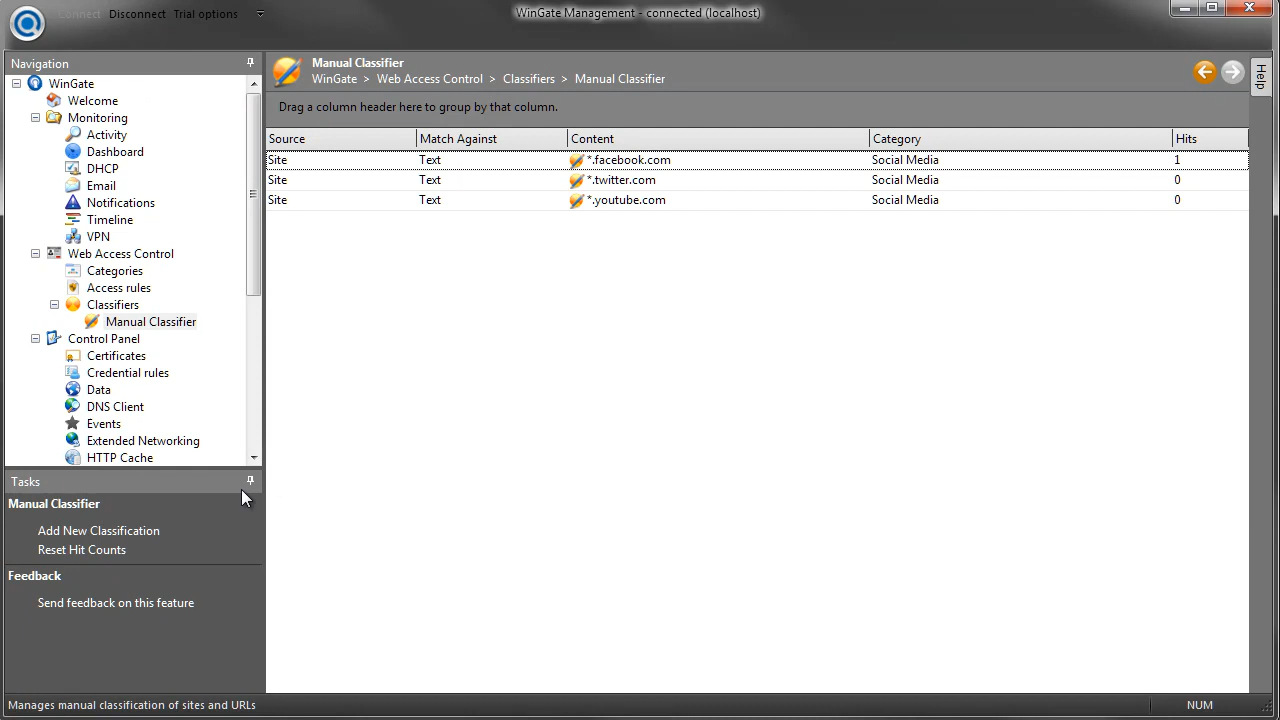 Connect Disconnect Trial options
WinGate Management - connected (localhost)
Navigation
WinGate
Welcome
Monitoring
Activity
Dashboard
DHCP
Email
Notifications
Timeline
VPN
Web Access Control
Categories
Access rules
Classifiers
Manual Classifier
Control Panel
Certificates
Credential rules
Data
DNS Client
Events
Extended Networking
HTTP Cache
Tasks
Manual Classifier
Add New Classification
Reset Hit Counts
Feedback
Send feedback on this feature
Manual Classifier
WinGate > Web Access Control > Classifiers > Manual Classifier
Help
Drag a column header here to group by that column.
Source Match Against Content Category Hits
Site Text *.facebook.com Social Media 1
Site Text *.twitter.com Social Media 0
Site Text *.youtube.com Social Media 0
Manages manual classification of sites and URLs
NUM